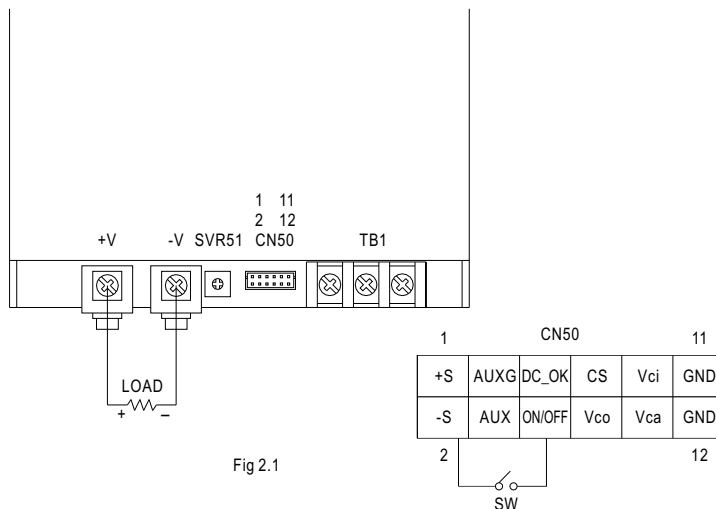 1 11
2 12
+V -V SVR51 CN50 TB1
LOAD
+ –
1 CN50 11
+S AUXG DC_OK CS Vci GND
-S AUX ON/OFF Vco Vca GND
2 12
SW
Fig 2.1